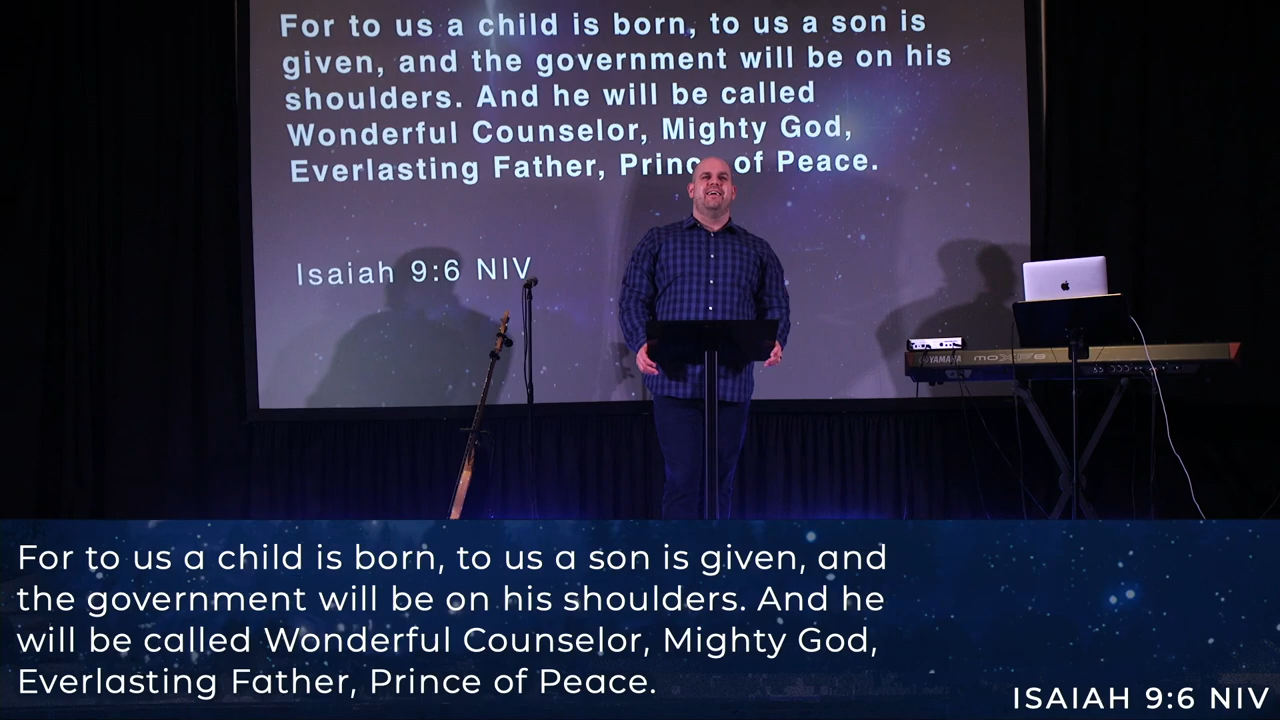 For to us a child is born, to us a son is
given, and the government will be on his
shoulders. And he will be called
Wonderful Counselor, Mighty God,
Everlasting Father, Prince of Peace.
Isaiah 9:6 NIV
YAMAHA MOXF8
For to us a child is born, to us a son is given, and
the government will be on his shoulders. And he
will be called Wonderful Counselor, Mighty God,
Everlasting Father, Prince of Peace.
ISAIAH 9:6 NIV